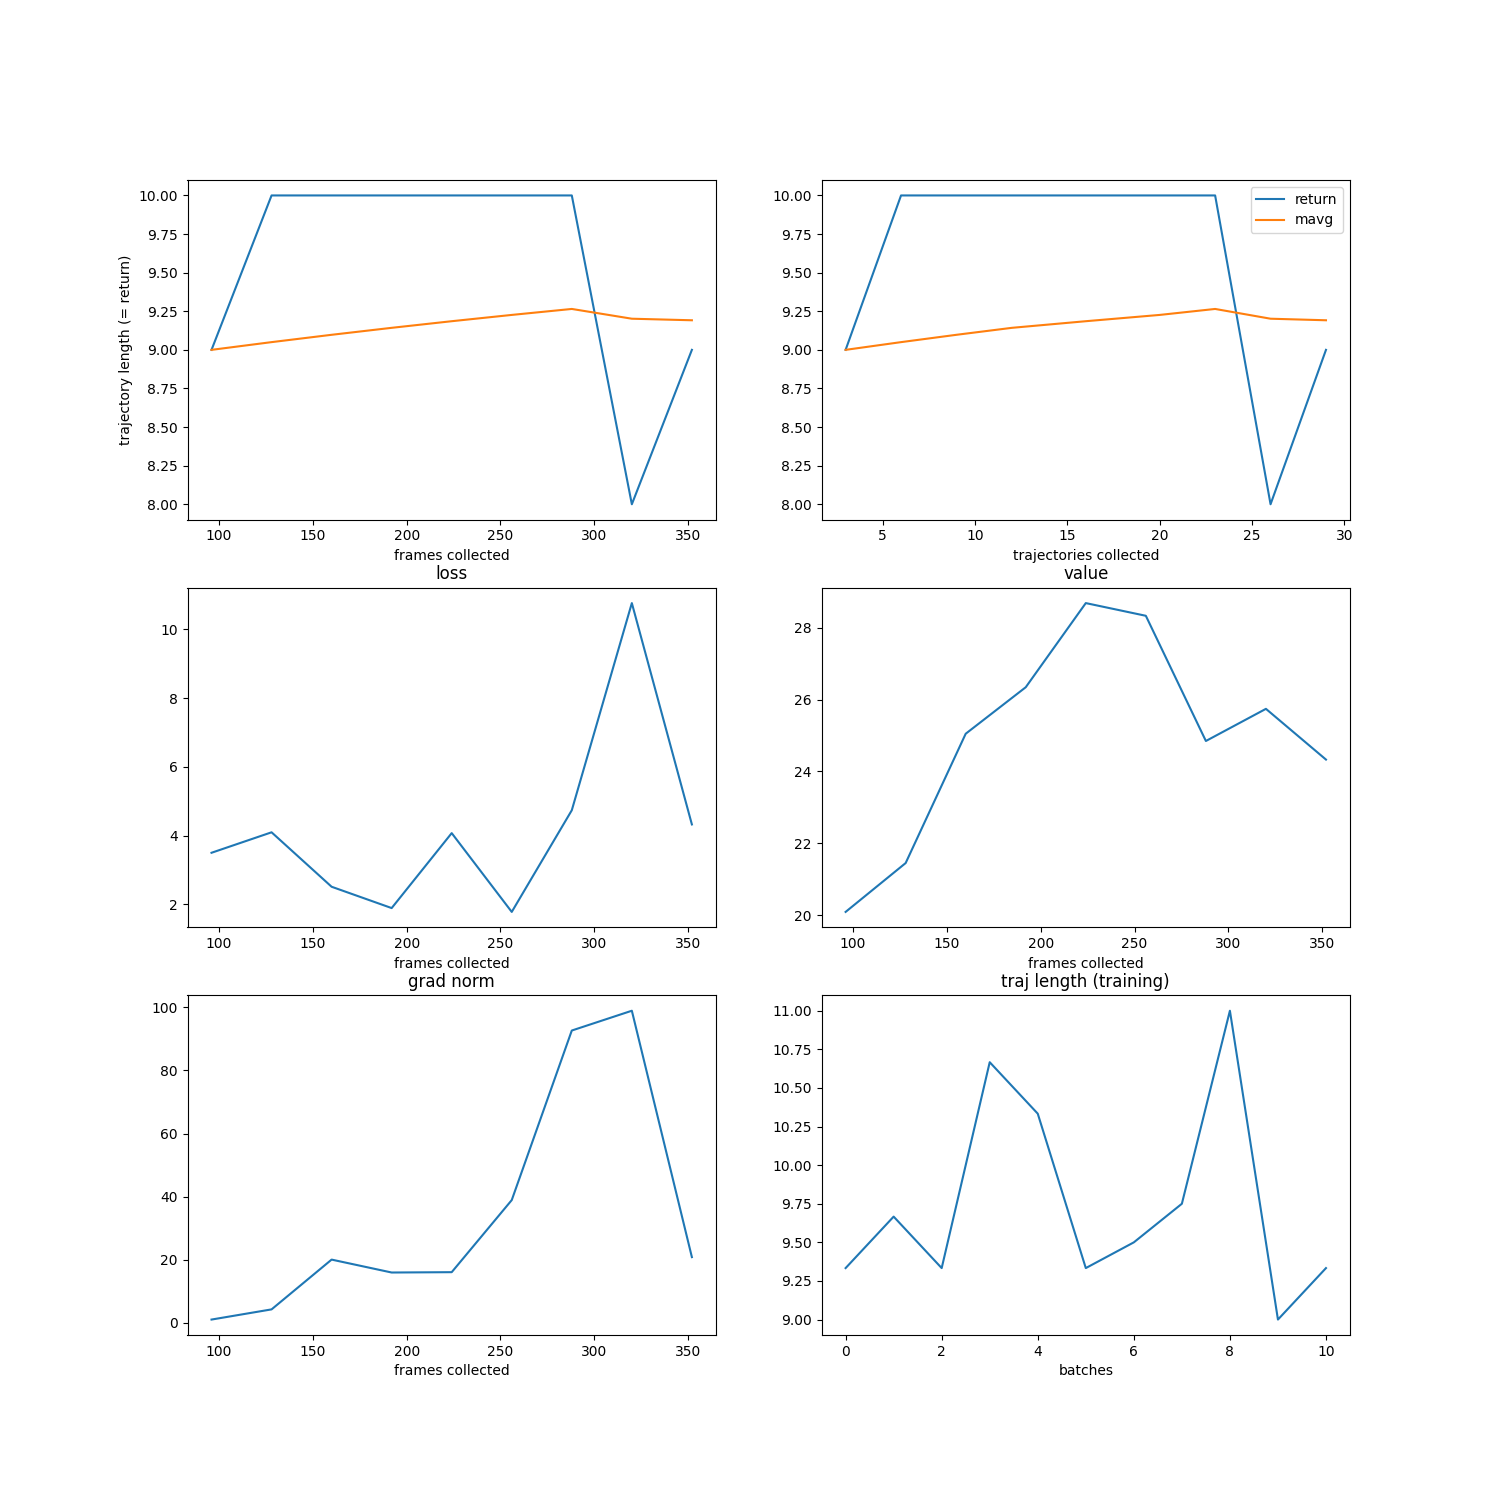 10.00
9.75
9.50
9.25
9.00
8.75
8.50
8.25
8.00
trajectory length (= return)
100 150 200 250 300 350
frames collected
return
mavg
10.00
9.75
9.50
9.25
9.00
8.75
8.50
8.25
8.00
5 10 15 20 25 30
trajectories collected
loss
10
8
6
4
2
100 150 200 250 300 350
frames collected
value
28
26
24
22
20
100 150 200 250 300 350
frames collected
grad norm
100
80
60
40
20
0
100 150 200 250 300 350
frames collected
traj length (training)
11.00
10.75
10.50
10.25
10.00
9.75
9.50
9.25
9.00
0 2 4 6 8 10
batches